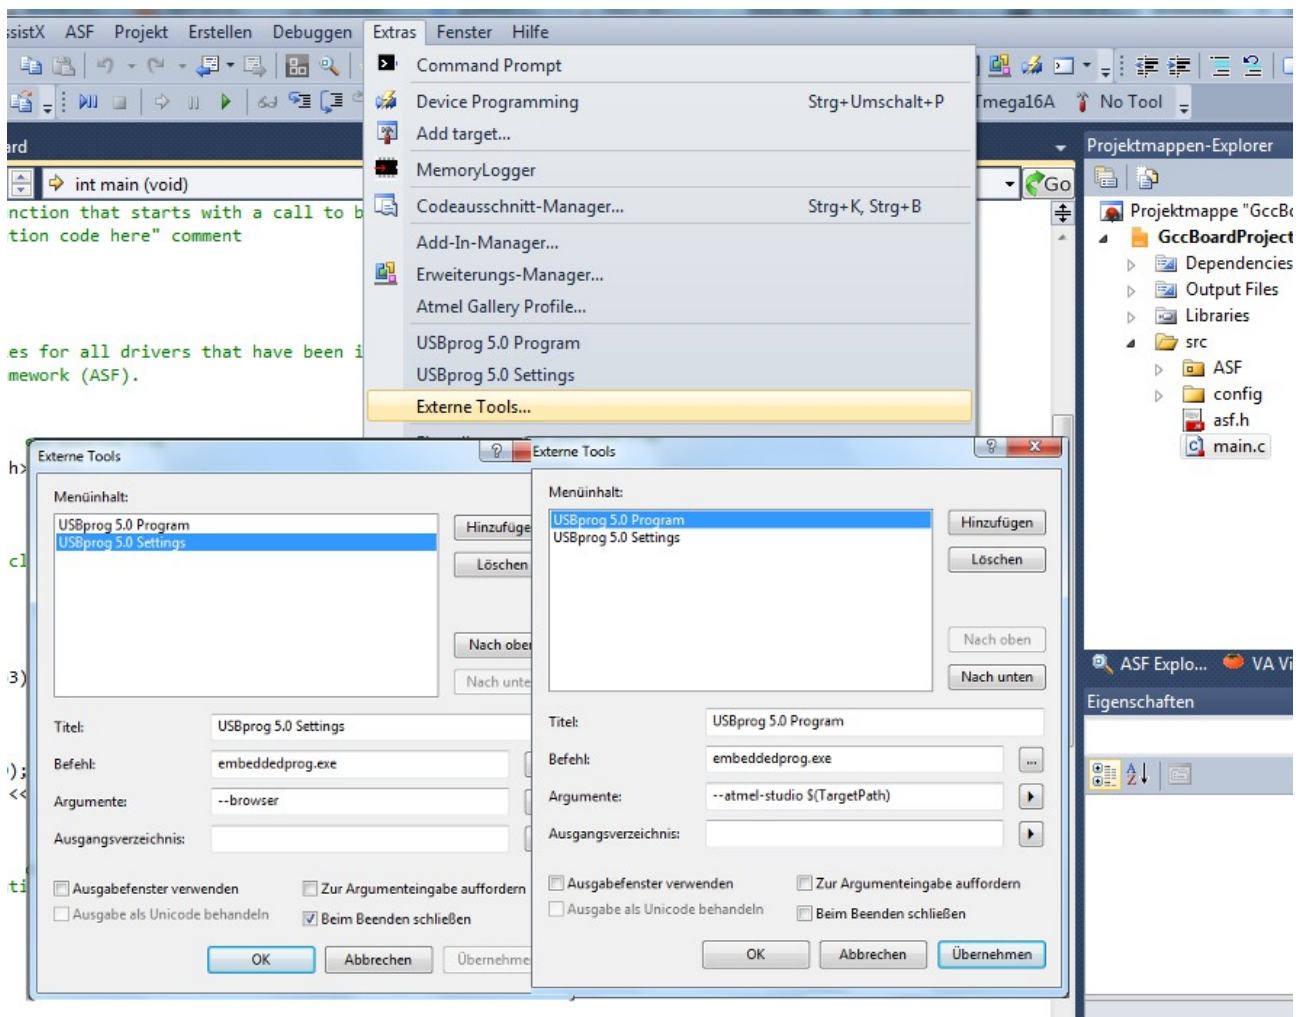 ssistX ASF Projekt Erstellen Debuggen Extras Fenster Hilfe
Command Prompt
Device Programming Strg+Umschalt+P
Add target...
MemoryLogger
Codeausschnitt-Manager... Strg+K, Strg+B
Add-In-Manager...
Erweiterungs-Manager...
Atmel Gallery Profile...
USBprog 5.0 Program
USBprog 5.0 Settings
Externe Tools...
Tmega16A No Tool
ard
int main (void)
Go
nction that starts with a call to b
tion code here" comment
es for all drivers that have been i
mework (ASF).
h>
cl
3)
);
<<
ti
Projektmappen-Explorer
Projektmappe "GccBo
GccBoardProject
Dependencies
Output Files
Libraries
src
ASF
config
asf.h
main.c
ASF Explo... VA Vi
Eigenschaften
Externe Tools
Menüinhalt:
USBprog 5.0 Program
USBprog 5.0 Settings
Hinzufüge
Löschen
Nach ober
Nach unte
Titel: USBprog 5.0 Settings
Befehl: embeddedprog.exe
Argumente: --browser
Ausgangsverzeichnis:
Ausgabefenster verwenden Zur Argumenteingabe auffordern
Ausgabe als Unicode behandeln Beim Beenden schließen
OK Abbrechen Übernehme
Externe Tools
Menüinhalt:
USBprog 5.0 Program
USBprog 5.0 Settings
Hinzufügen
Löschen
Nach oben
Nach unten
Titel: USBprog 5.0 Program
Befehl: embeddedprog.exe ...
Argumente: --atmel-studio $(TargetPath)
Ausgangsverzeichnis:
Ausgabefenster verwenden Zur Argumenteingabe auffordern
Ausgabe als Unicode behandeln Beim Beenden schließen
OK Abbrechen Übernehmen